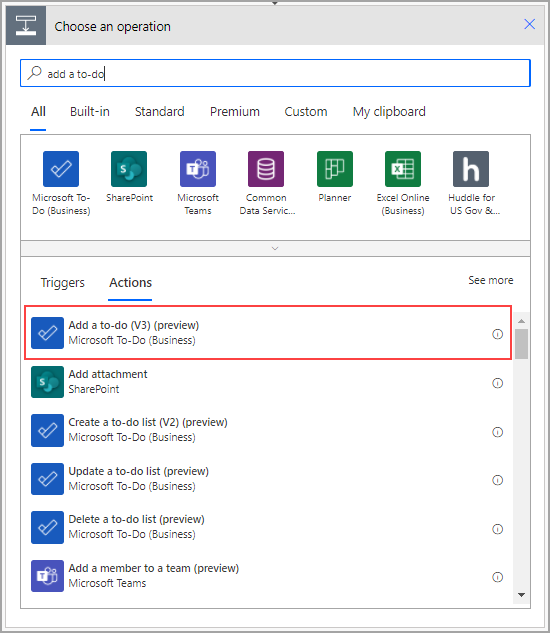 Choose an operation
add a to-do
All Built-in Standard Premium Custom My clipboard
Microsoft To-
Do (Business)
SharePoint
Microsoft
Teams
Common
Data Servic...
Planner
Excel Online
(Business)
Huddle for
US Gov &...
Triggers Actions See more
Add a to-do (V3) (preview)
Microsoft To-Do (Business)
Add attachment
SharePoint
Create a to-do list (V2) (preview)
Microsoft To-Do (Business)
Update a to-do list (preview)
Microsoft To-Do (Business)
Delete a to-do list (preview)
Microsoft To-Do (Business)
Add a member to a team (preview)
Microsoft Teams